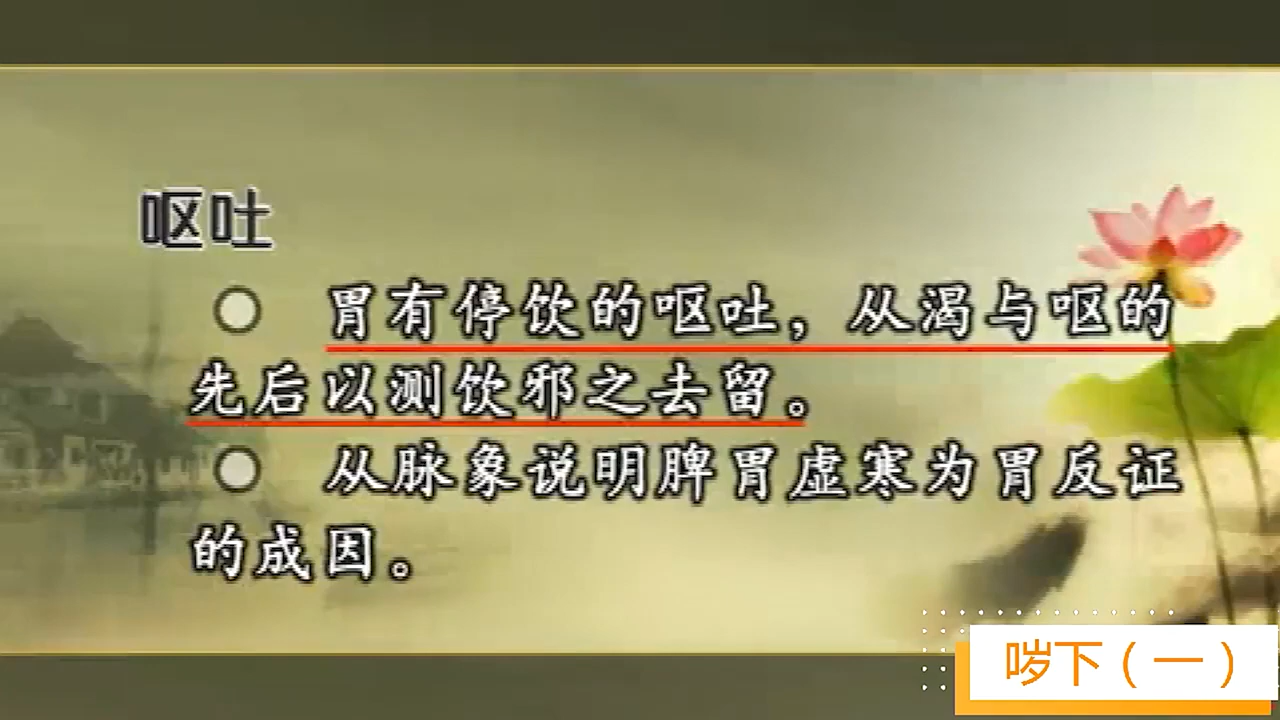 呕吐
胃有停饮的呕吐，从渴与呕的
先后以测饮邪之去留。
从脉象说明脾胃虚寒为胃反证
的成因。
哕下（一）